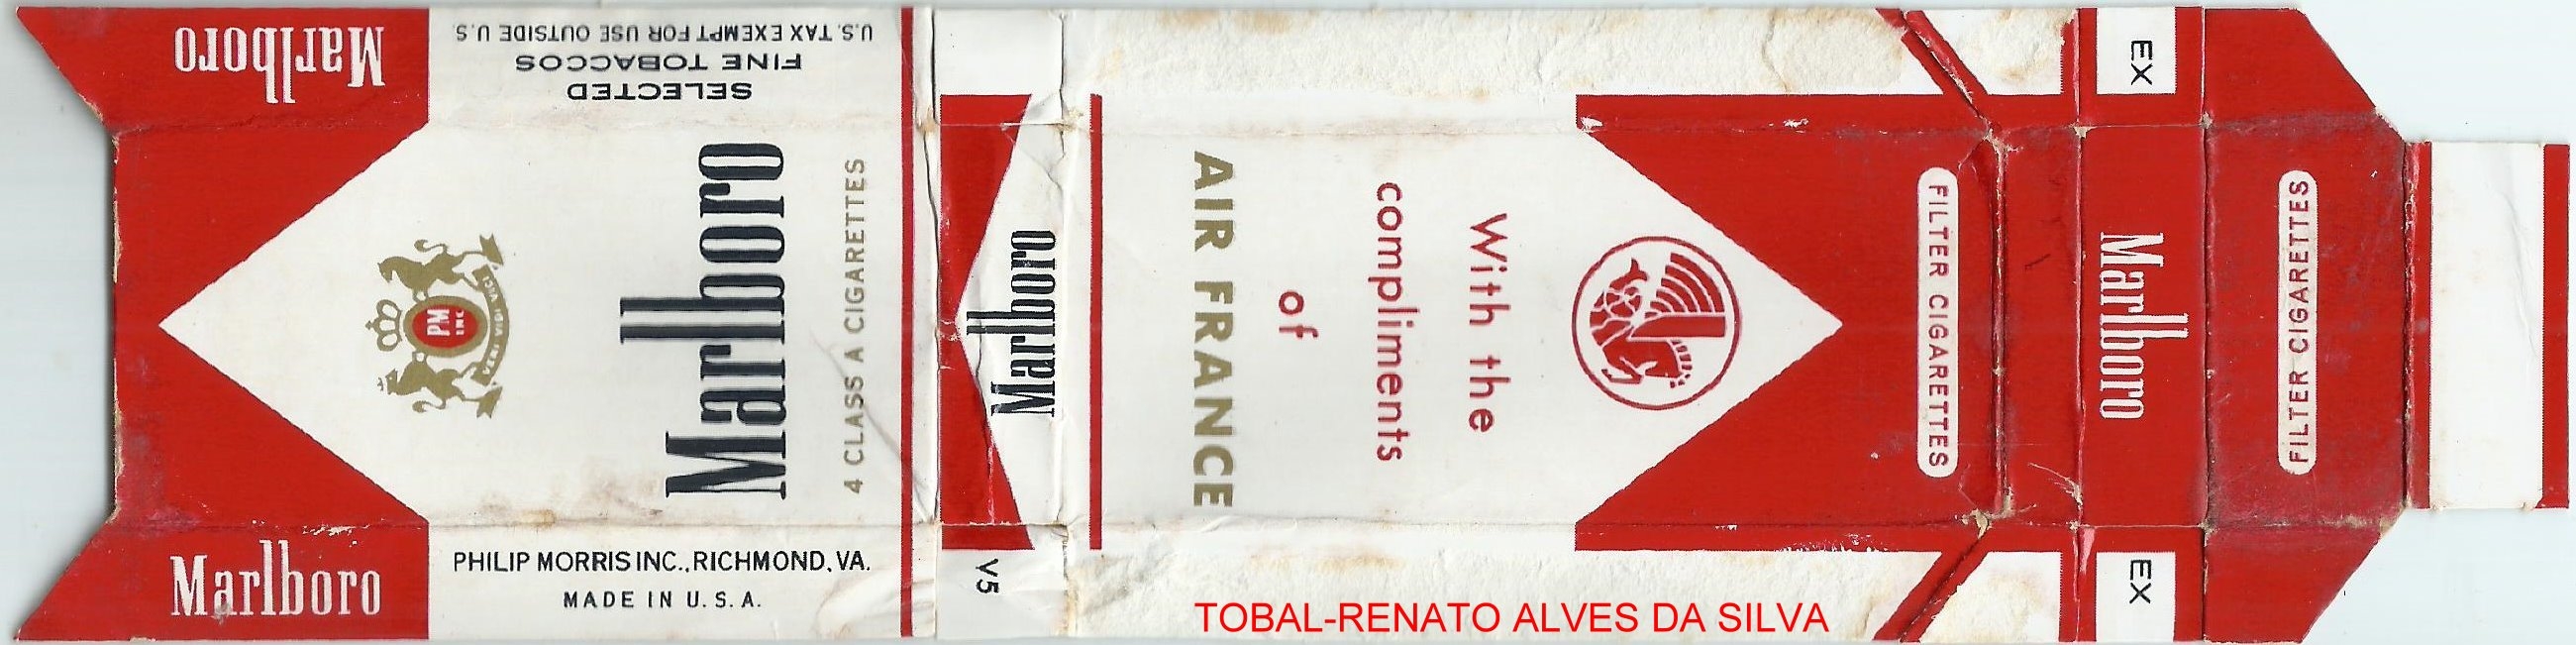 Marlboro
U.S. TAX EXEMPT FOR USE OUTSIDE U.S.
SELECTED
FINE TOBACCOS
PM
INC
Marlboro
4 CLASS A CIGARETTES
Marlboro
PHILIP MORRIS INC., RICHMOND, VA.
MADE IN U.S.A.
Marlboro
V5
With the
compliments
of
AIR FRANCE
FILTER CIGARETTES
EX
Marlboro
EX
FILTER CIGARETTES
TOBAL-RENATO ALVES DA SILVA